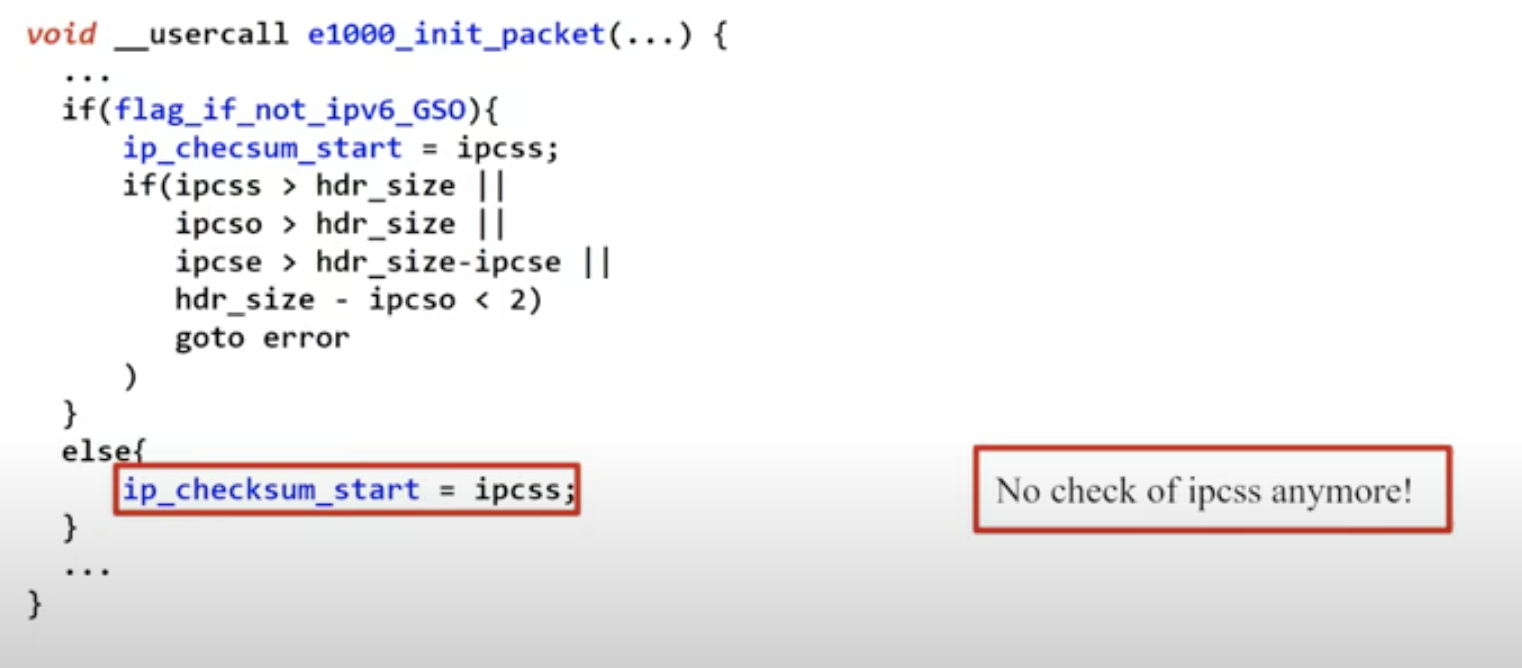 void __usercall e1000_init_packet(...) {
...
if(flag_if_not_ipv6_GSO){
ip_checsum_start = ipcss;
if(ipcss > hdr_size ||
ipcso > hdr_size ||
ipcse > hdr_size-ipcse ||
hdr_size - ipcso < 2)
goto error
)
}
else{
ip_checksum_start = ipcss;
No check of ipcss anymore!
}
...
}